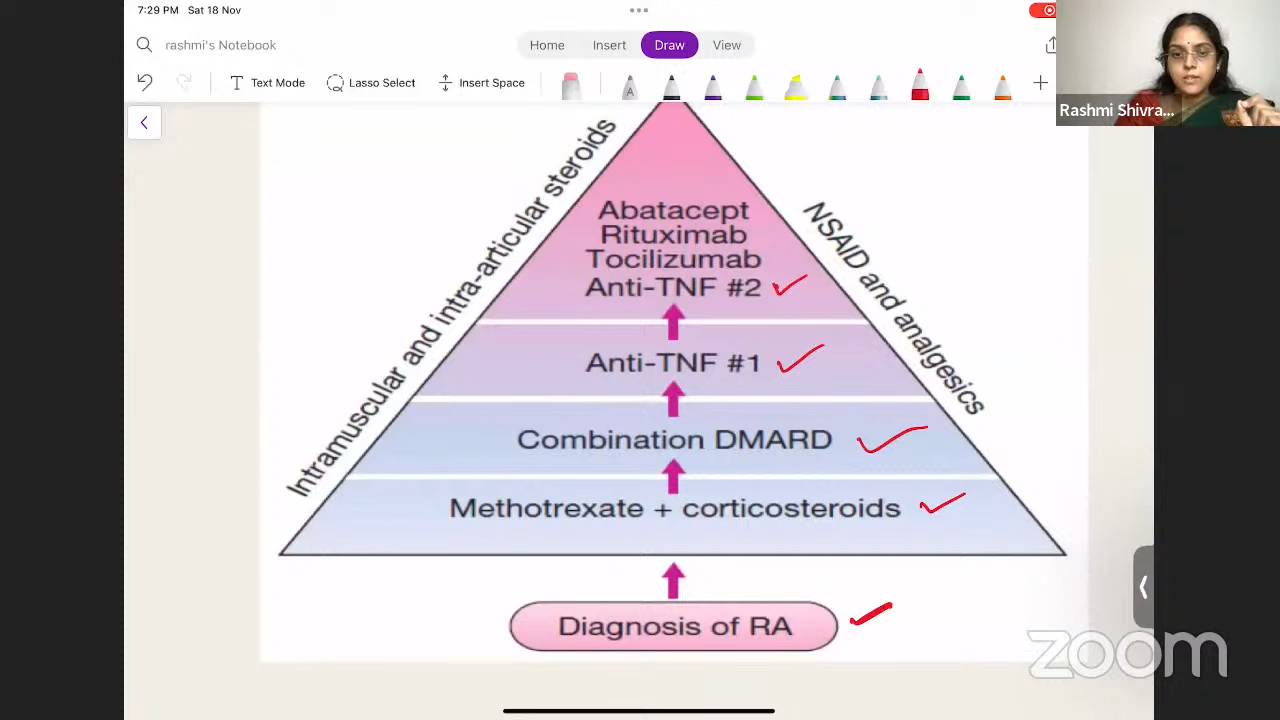 7:29 PM Sat 18 Nov
rashmi's Notebook
Home Insert Draw View
Text Mode Lasso Select Insert Space
A
Rashmi Shivra...
Intramuscular and intra-articular steroids
NSAID and analgesics
Abatacept
Rituximab
Tocilizumab
Anti-TNF #2
Anti-TNF #1
Combination DMARD
Methotrexate + corticosteroids
Diagnosis of RA
zoom